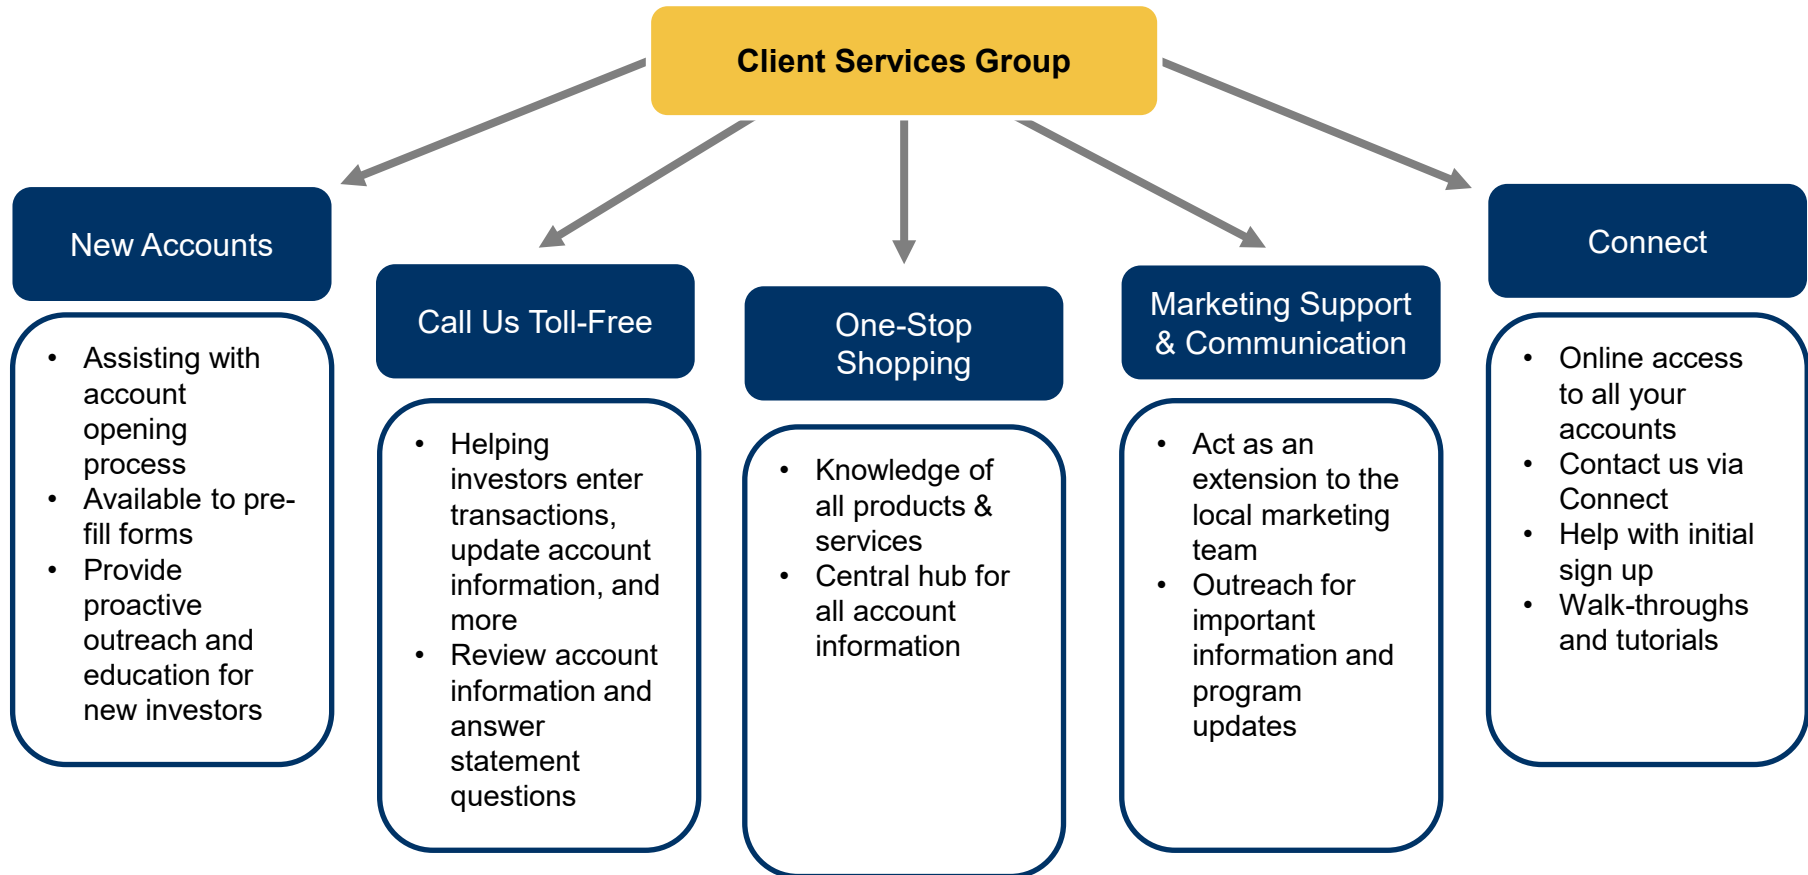 Client Services Group
New Accounts
• Assisting with
account
opening
process
• Available to pre-
fill forms
• Provide
proactive
outreach and
education for
new investors
Call Us Toll-Free
• Helping
investors enter
transactions,
update account
information, and
more
• Review account
information and
answer
statement
questions
One-Stop
Shopping
• Knowledge of
all products &
services
• Central hub for
all account
information
Marketing Support
& Communication
• Act as an
extension to the
local marketing
team
• Outreach for
important
information and
program
updates
Connect
• Online access
to all your
accounts
• Contact us via
Connect
• Help with initial
sign up
• Walk-throughs
and tutorials